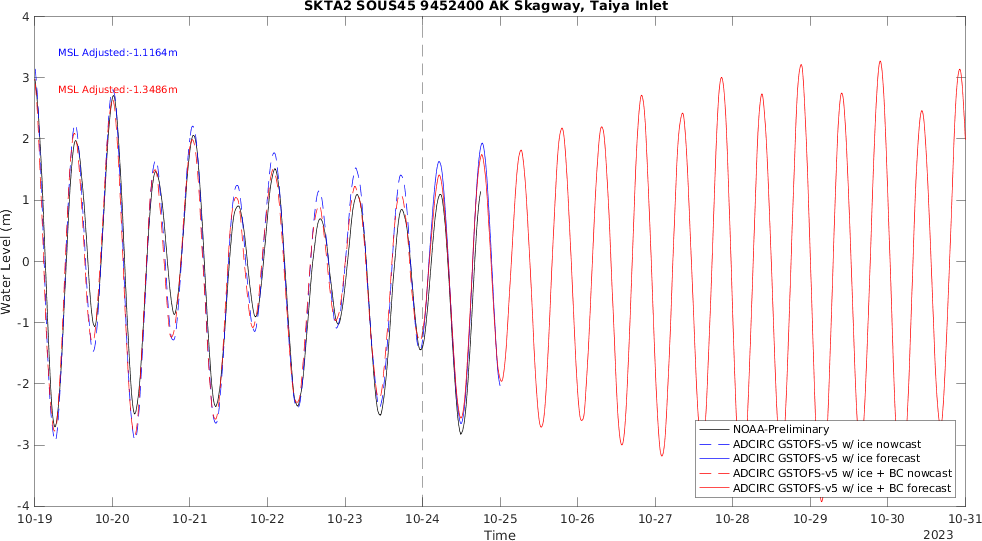 SKTA2 SOUS45 9452400 AK Skagway, Taiya Inlet
MSL Adjusted:-1.1164m
MSL Adjusted:-1.3486m
Water Level (m)
4
3
2
1
0
-1
-2
-3
-4
NOAA-Preliminary
ADCIRC GSTOFS-v5 w/ ice nowcast
ADCIRC GSTOFS-v5 w/ ice forecast
ADCIRC GSTOFS-v5 w/ ice + BC nowcast
ADCIRC GSTOFS-v5 w/ ice + BC forecast
10-19 10-20 10-21 10-22 10-23 10-24 10-25 10-26 10-27 10-28 10-29 10-30 10-31
Time
2023